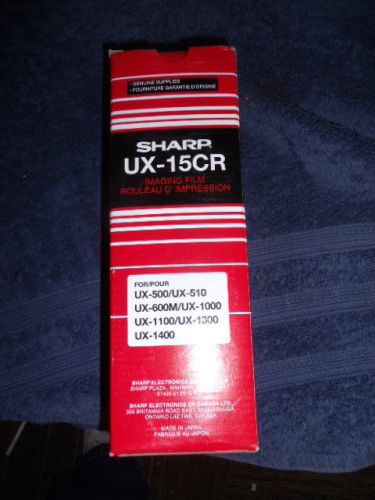 • GENUINE SUPPLIES
• FOURNITURE GARANTIE D'ORIGINE
SHARP
UX-15CR
IMAGING FILM
ROULEAU D' IMPRESSION
FOR/POUR
UX-500/UX-510
UX-600M/UX-1000
UX-1100/UX-1300
UX-1400
SHARP ELECTRONICS
SHARP PLAZA, MAHWAH,
SHARP ELECTRONICS OF CANADA LTD.
335 BRITANNIA ROAD EAST, MISSISSAUGA,
ONTARIO L4Z 1W9, CANADA
MADE IN JAPAN
FABRIQUE AU JAPON